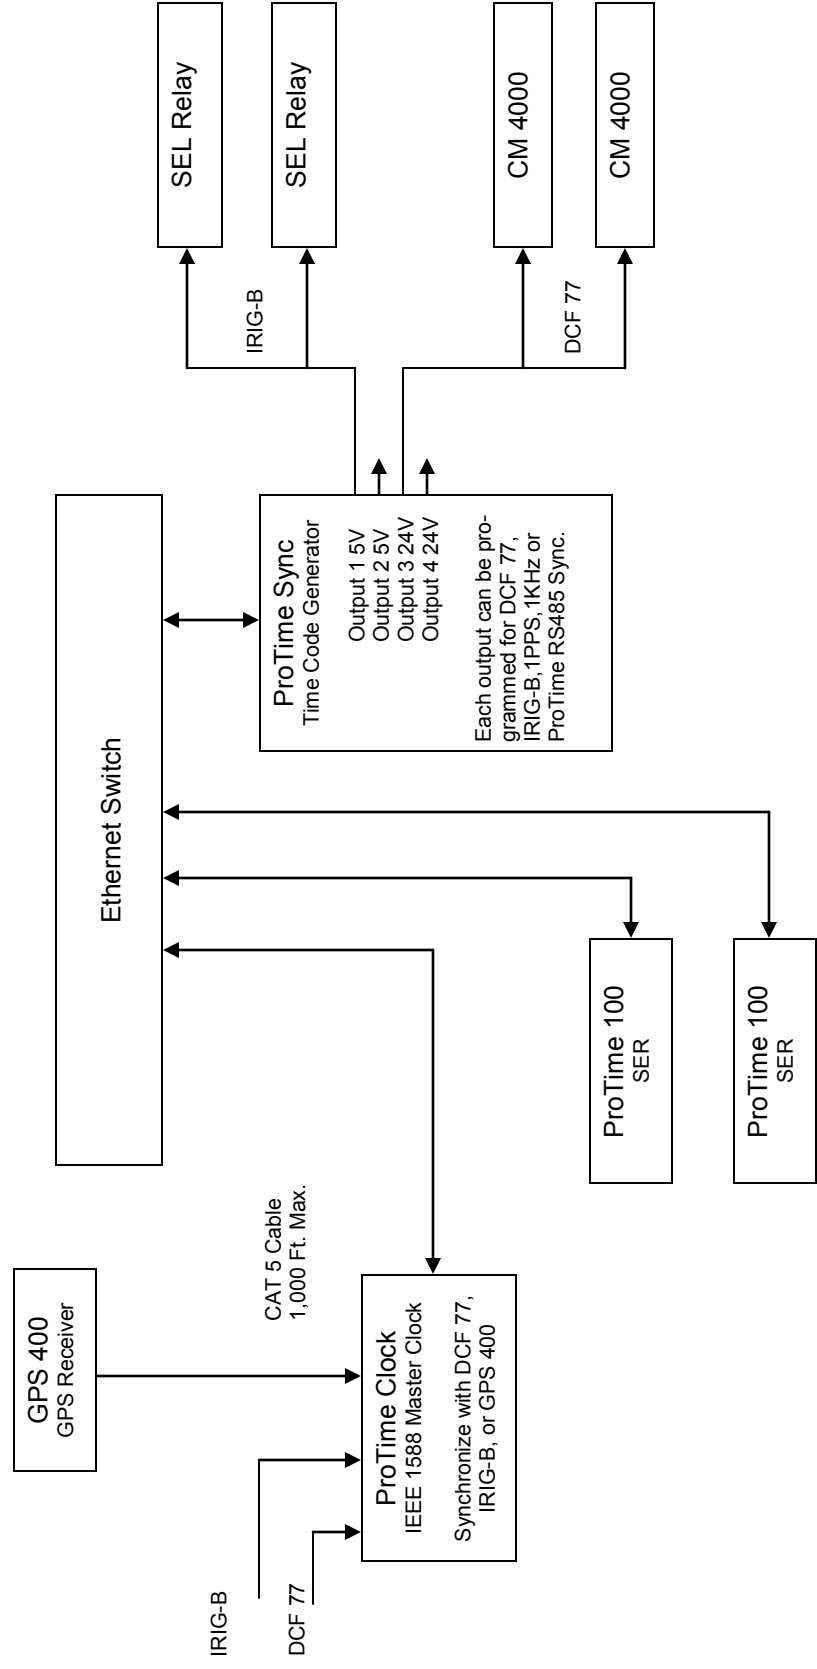 GPS 400
GPS Receiver
IRIG-B
DCF 77
CAT 5 Cable
1,000 Ft. Max.
ProTime Clock
IEEE 1588 Master Clock
Synchronize with DCF 77,
IRIG-B, or GPS 400
Ethernet Switch
ProTime 100
SER
ProTime 100
SER
ProTime Sync
Time Code Generator
Output 1 5V
Output 2 5V
Output 3 24V
Output 4 24V
Each output can be pro-
grammed for DCF 77,
IRIG-B,1PPS,1KHz or
ProTime RS485 Sync.
IRIG-B
DCF 77
SEL Relay
SEL Relay
CM 4000
CM 4000